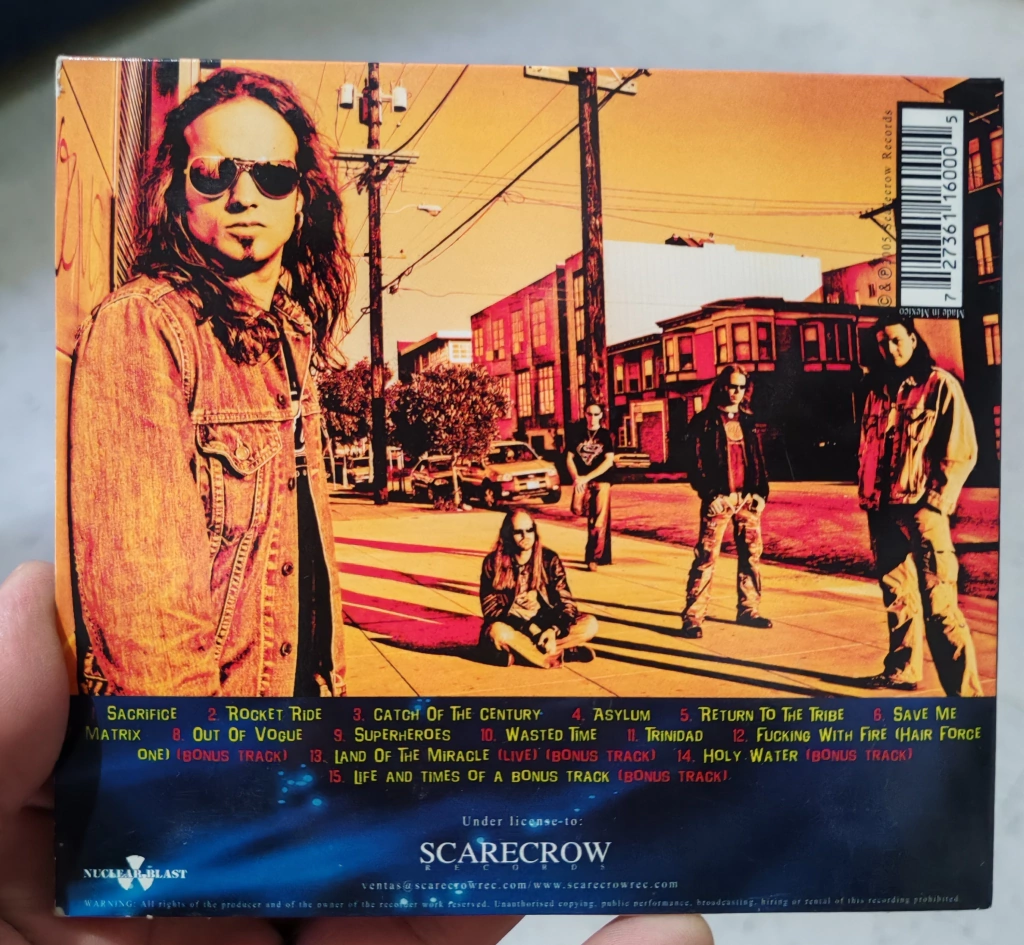 © & ℗ 2005 Scarecrow Records
7 27361 16000 5
Made in Mexico
Sacrifice 2. Rocket Ride 3. Catch Of The Century 4. Asylum 5. Return To The Tribe 6. Save Me
Matrix 8. Out Of Vogue 9. Superheroes 10. Wasted Time 11. Trinidad 12. Fucking With Fire (Hair Force
One) (Bonus Track) 13. Land Of The Miracle (Live) (Bonus Track) 14. Holy Water (Bonus Track)
15. Life and times of a bonus track (Bonus Track).
Under license to:
SCARECROW
RECORDS
NUCLEAR BLAST
ventas@scarecrowrec.com/www.scarecrowrec.com
WARNING: All rights of the producer and of the owner of the recorder work reserved. Unauthorised copying, public performance, broadcasting, hiring or rental of this recording prohibited.